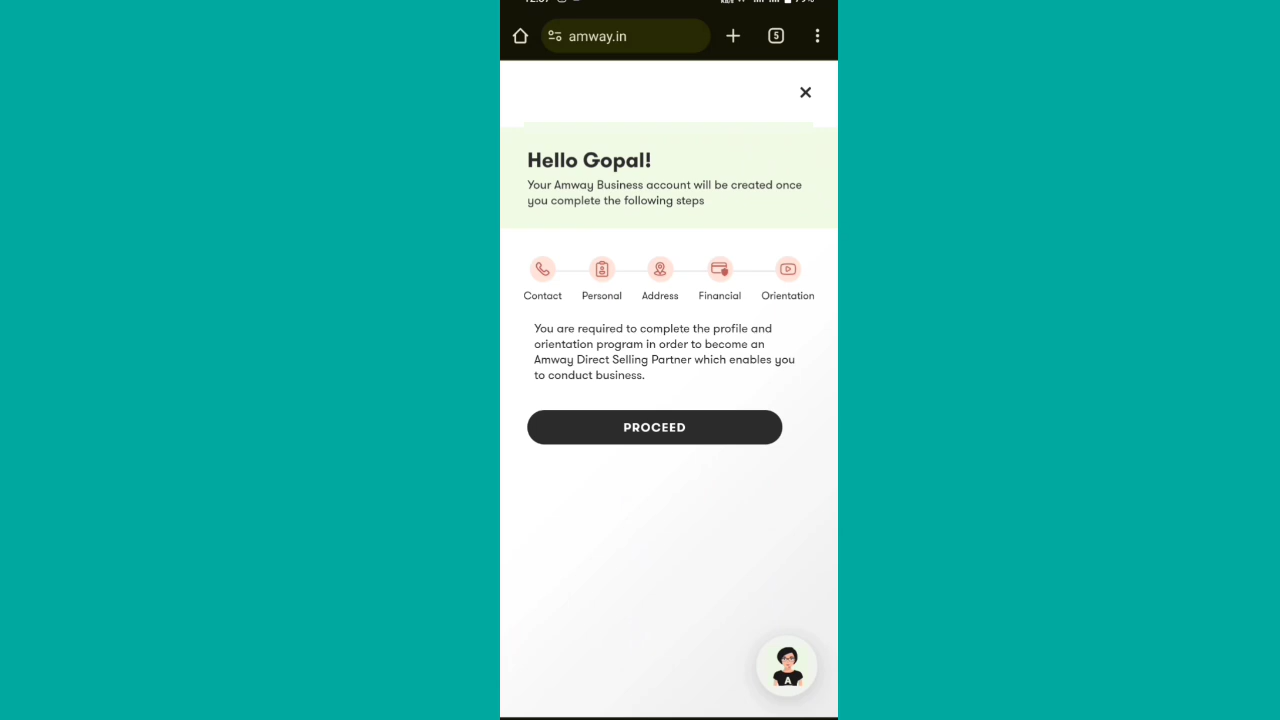 amway.in
5
Hello Gopal!
Your Amway Business account will be created once
you complete the following steps
Contact Personal Address Financial Orientation
You are required to complete the profile and
orientation program in order to become an
Amway Direct Selling Partner which enables you
to conduct business.
PROCEED
A